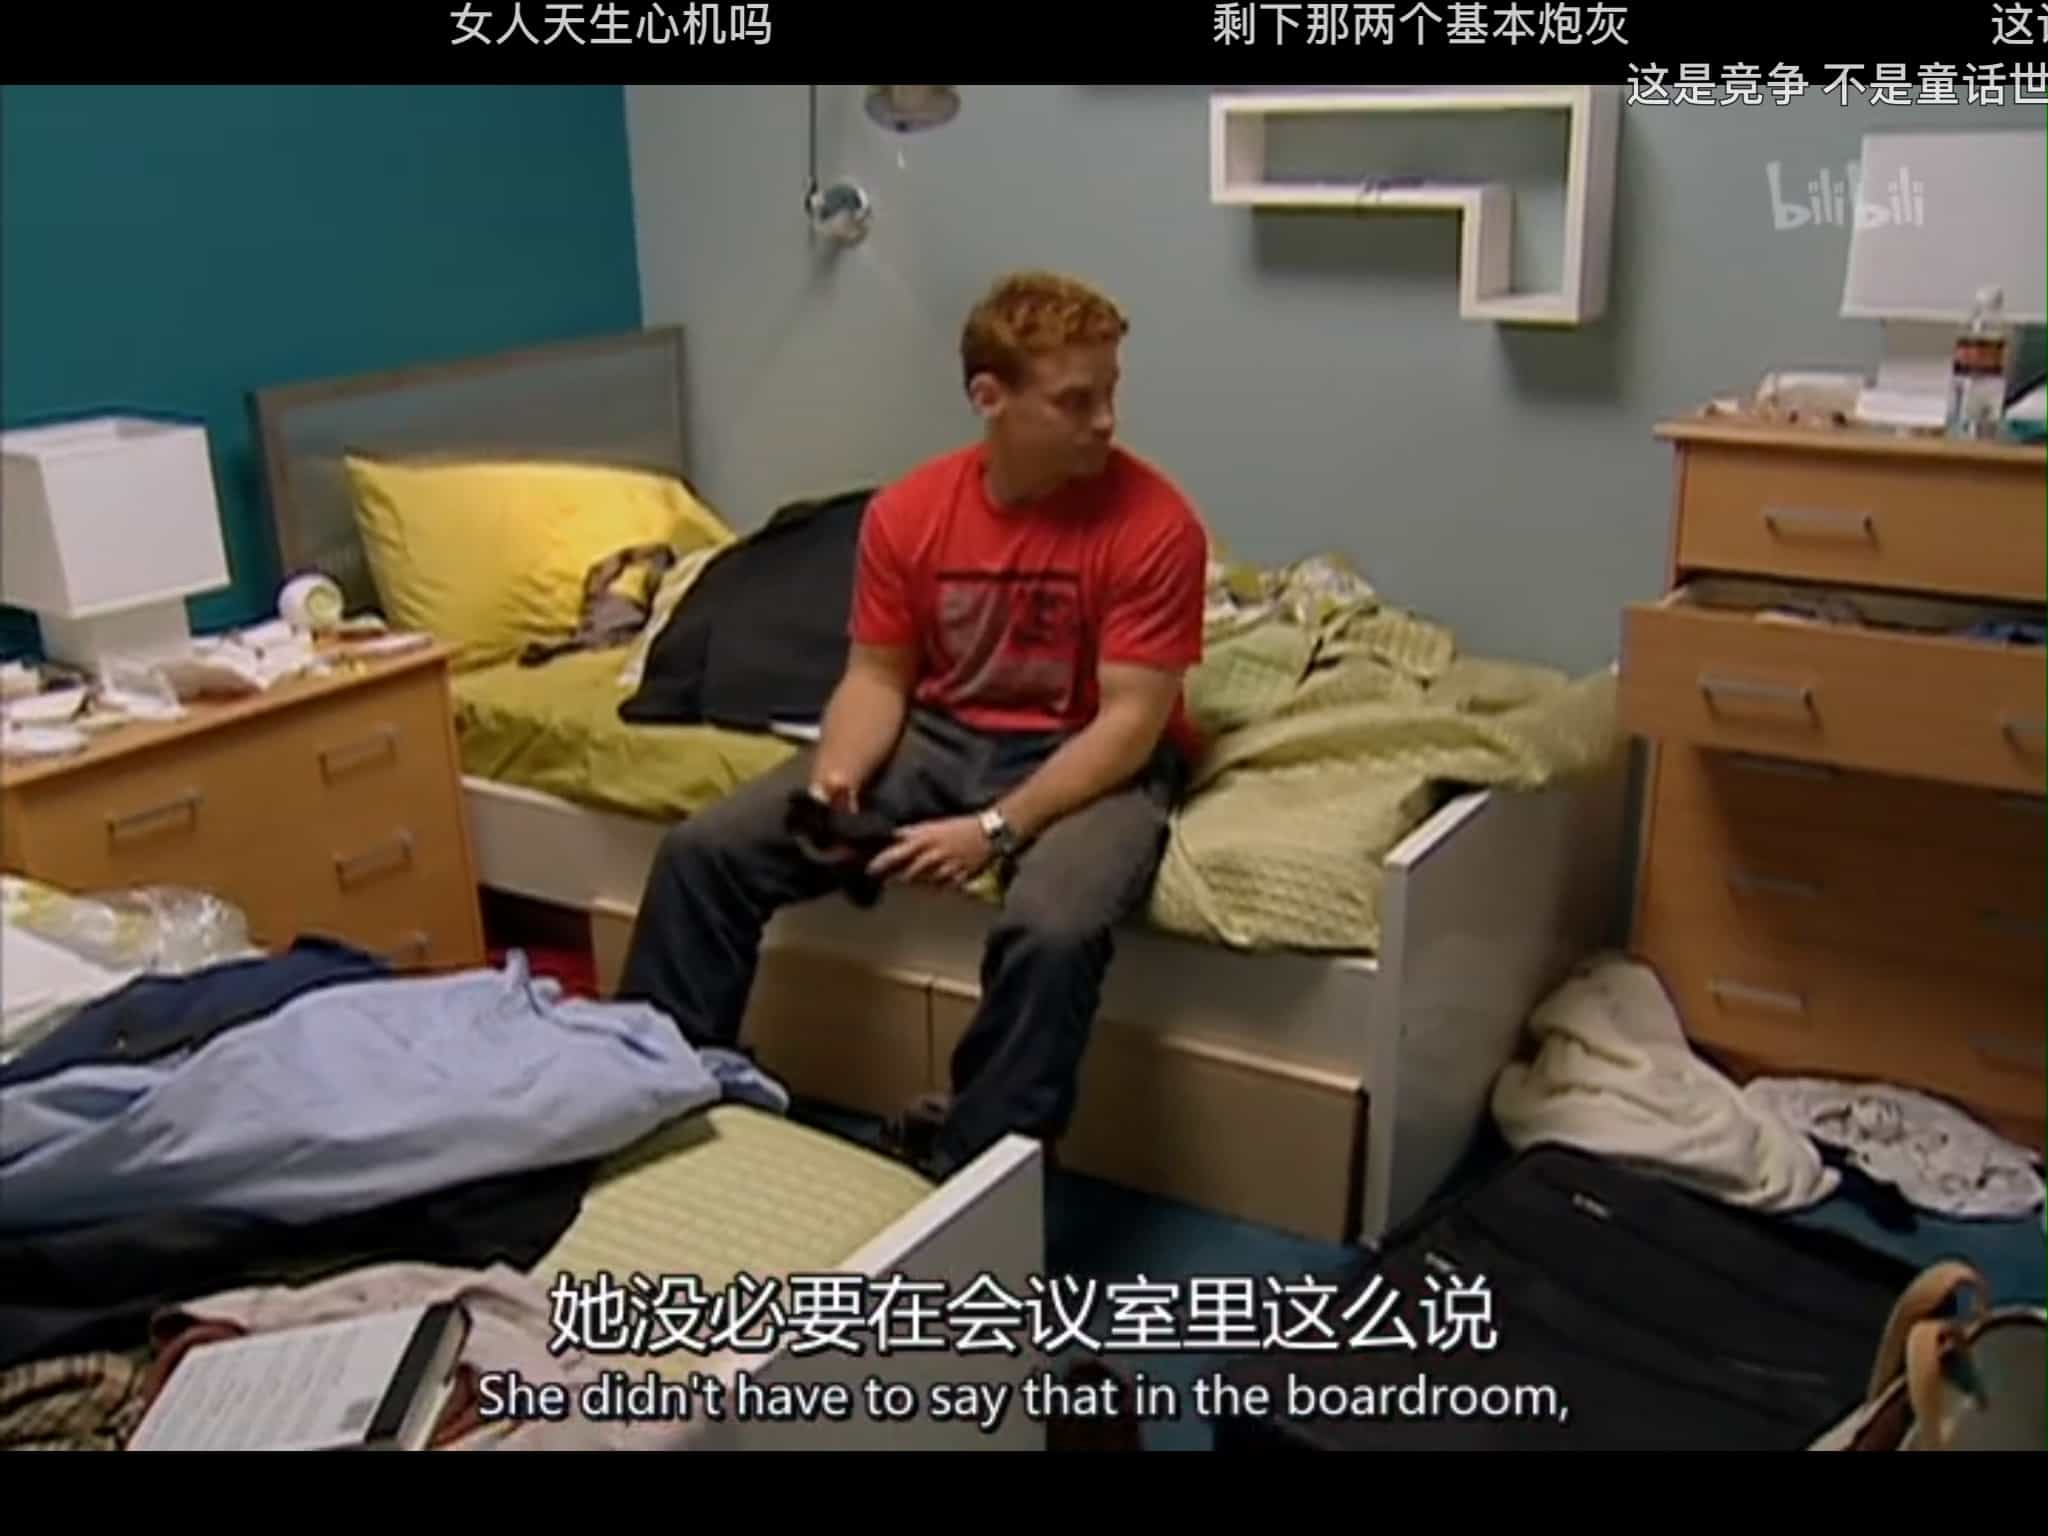 女人天生心机吗
剩下那两个基本炮灰
这是竞争 不是童话世
bilibili
她没必要在会议室里这么说
She didn't have to say that in the boardroom,